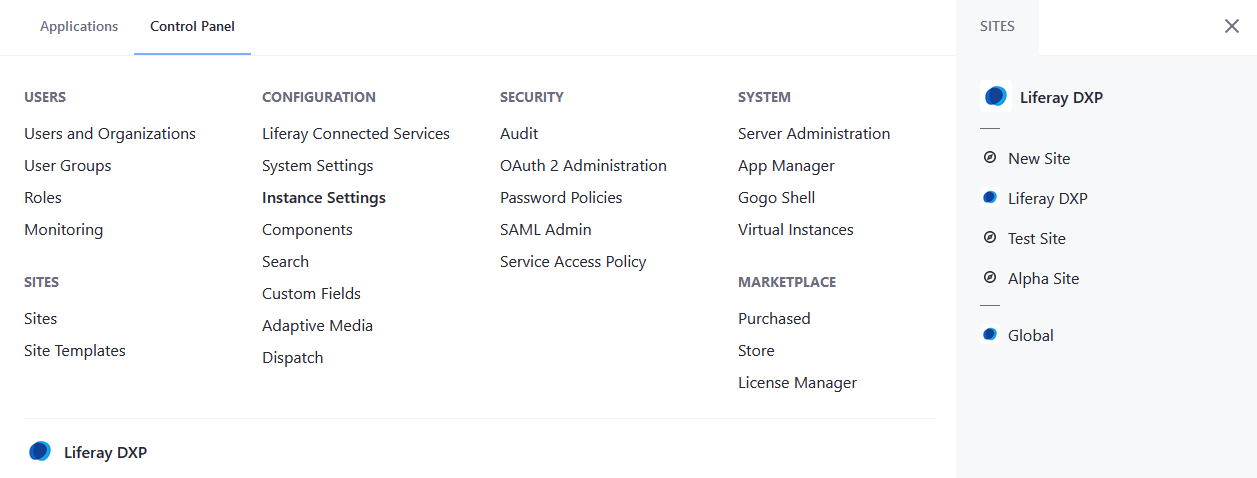 Applications
Control Panel
USERS
Users and Organizations
User Groups
Roles
Monitoring
SITES
Sites
Site Templates
CONFIGURATION
Liferay Connected Services
System Settings
Instance Settings
Components
Search
Custom Fields
Adaptive Media
Dispatch
SECURITY
Audit
OAuth 2 Administration
Password Policies
SAML Admin
Service Access Policy
SYSTEM
Server Administration
App Manager
Gogo Shell
Virtual Instances
MARKETPLACE
Purchased
Store
License Manager
Liferay DXP
SITES
Liferay DXP
New Site
Liferay DXP
Test Site
Alpha Site
Global